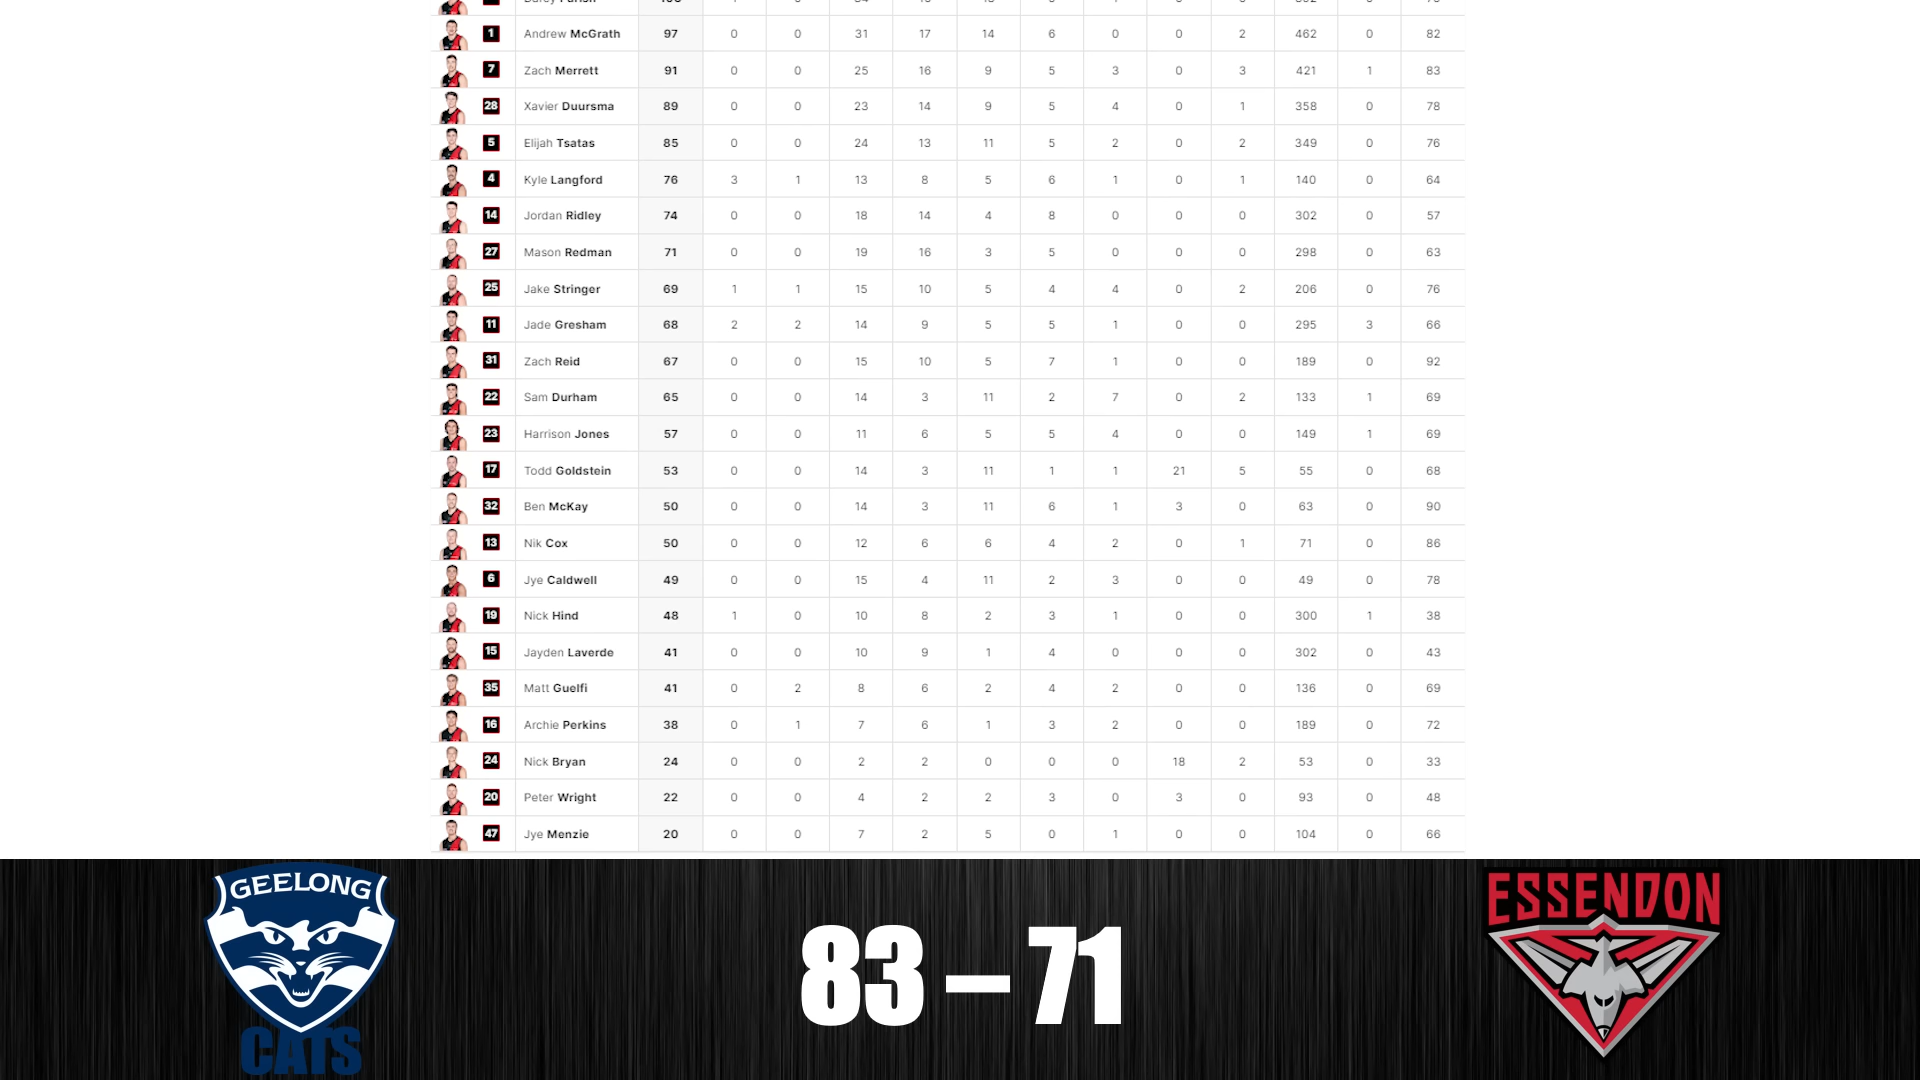 1 Andrew McGrath 97 0 0 31 17 14 6 0 0 2 462 0 82
7 Zach Merrett 91 0 0 25 16 9 5 3 0 3 421 1 83
28 Xavier Duursma 89 0 0 23 14 9 5 4 0 1 358 0 78
5 Elijah Tsatas 85 0 0 24 13 11 5 2 0 2 349 0 76
4 Kyle Langford 76 3 1 13 8 5 6 1 0 1 140 0 64
14 Jordan Ridley 74 0 0 18 14 4 8 0 0 0 302 0 57
27 Mason Redman 71 0 0 19 16 3 5 0 0 0 298 0 63
25 Jake Stringer 69 1 1 15 10 5 4 4 0 2 206 0 76
11 Jade Gresham 68 2 2 14 9 5 5 1 0 0 295 3 66
31 Zach Reid 67 0 0 15 10 5 7 1 0 0 189 0 92
22 Sam Durham 65 0 0 14 3 11 2 7 0 2 133 1 69
23 Harrison Jones 57 0 0 11 6 5 5 4 0 0 149 1 69
17 Todd Goldstein 53 0 0 14 3 11 1 1 21 5 55 0 68
32 Ben McKay 50 0 0 14 3 11 6 1 3 0 63 0 90
13 Nik Cox 50 0 0 12 6 6 4 2 0 1 71 0 86
6 Jye Caldwell 49 0 0 15 4 11 2 3 0 0 49 0 78
19 Nick Hind 48 1 0 10 8 2 3 1 0 0 300 1 38
15 Jayden Laverde 41 0 0 10 9 1 4 0 0 0 302 0 43
35 Matt Guelfi 41 0 2 8 6 2 4 2 0 0 136 0 69
16 Archie Perkins 38 0 1 7 6 1 3 2 0 0 189 0 72
24 Nick Bryan 24 0 0 2 2 0 0 0 18 2 53 0 33
20 Peter Wright 22 0 0 4 2 2 3 0 3 0 93 0 48
47 Jye Menzie 20 0 0 7 2 5 0 1 0 0 104 0 66
GEELONG
CATS
83 – 71
ESSENDON